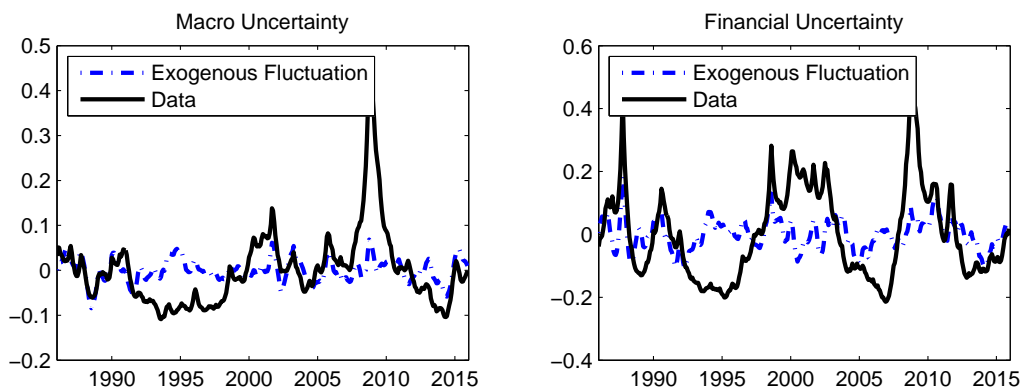 Macro Uncertainty
0.5
0.4
0.3
0.2
0.1
0
−0.1
−0.2
Exogenous Fluctuation
Data
1990 1995 2000 2005 2010 2015
Financial Uncertainty
0.6
0.4
0.2
0
−0.2
−0.4
Exogenous Fluctuation
Data
1990 1995 2000 2005 2010 2015